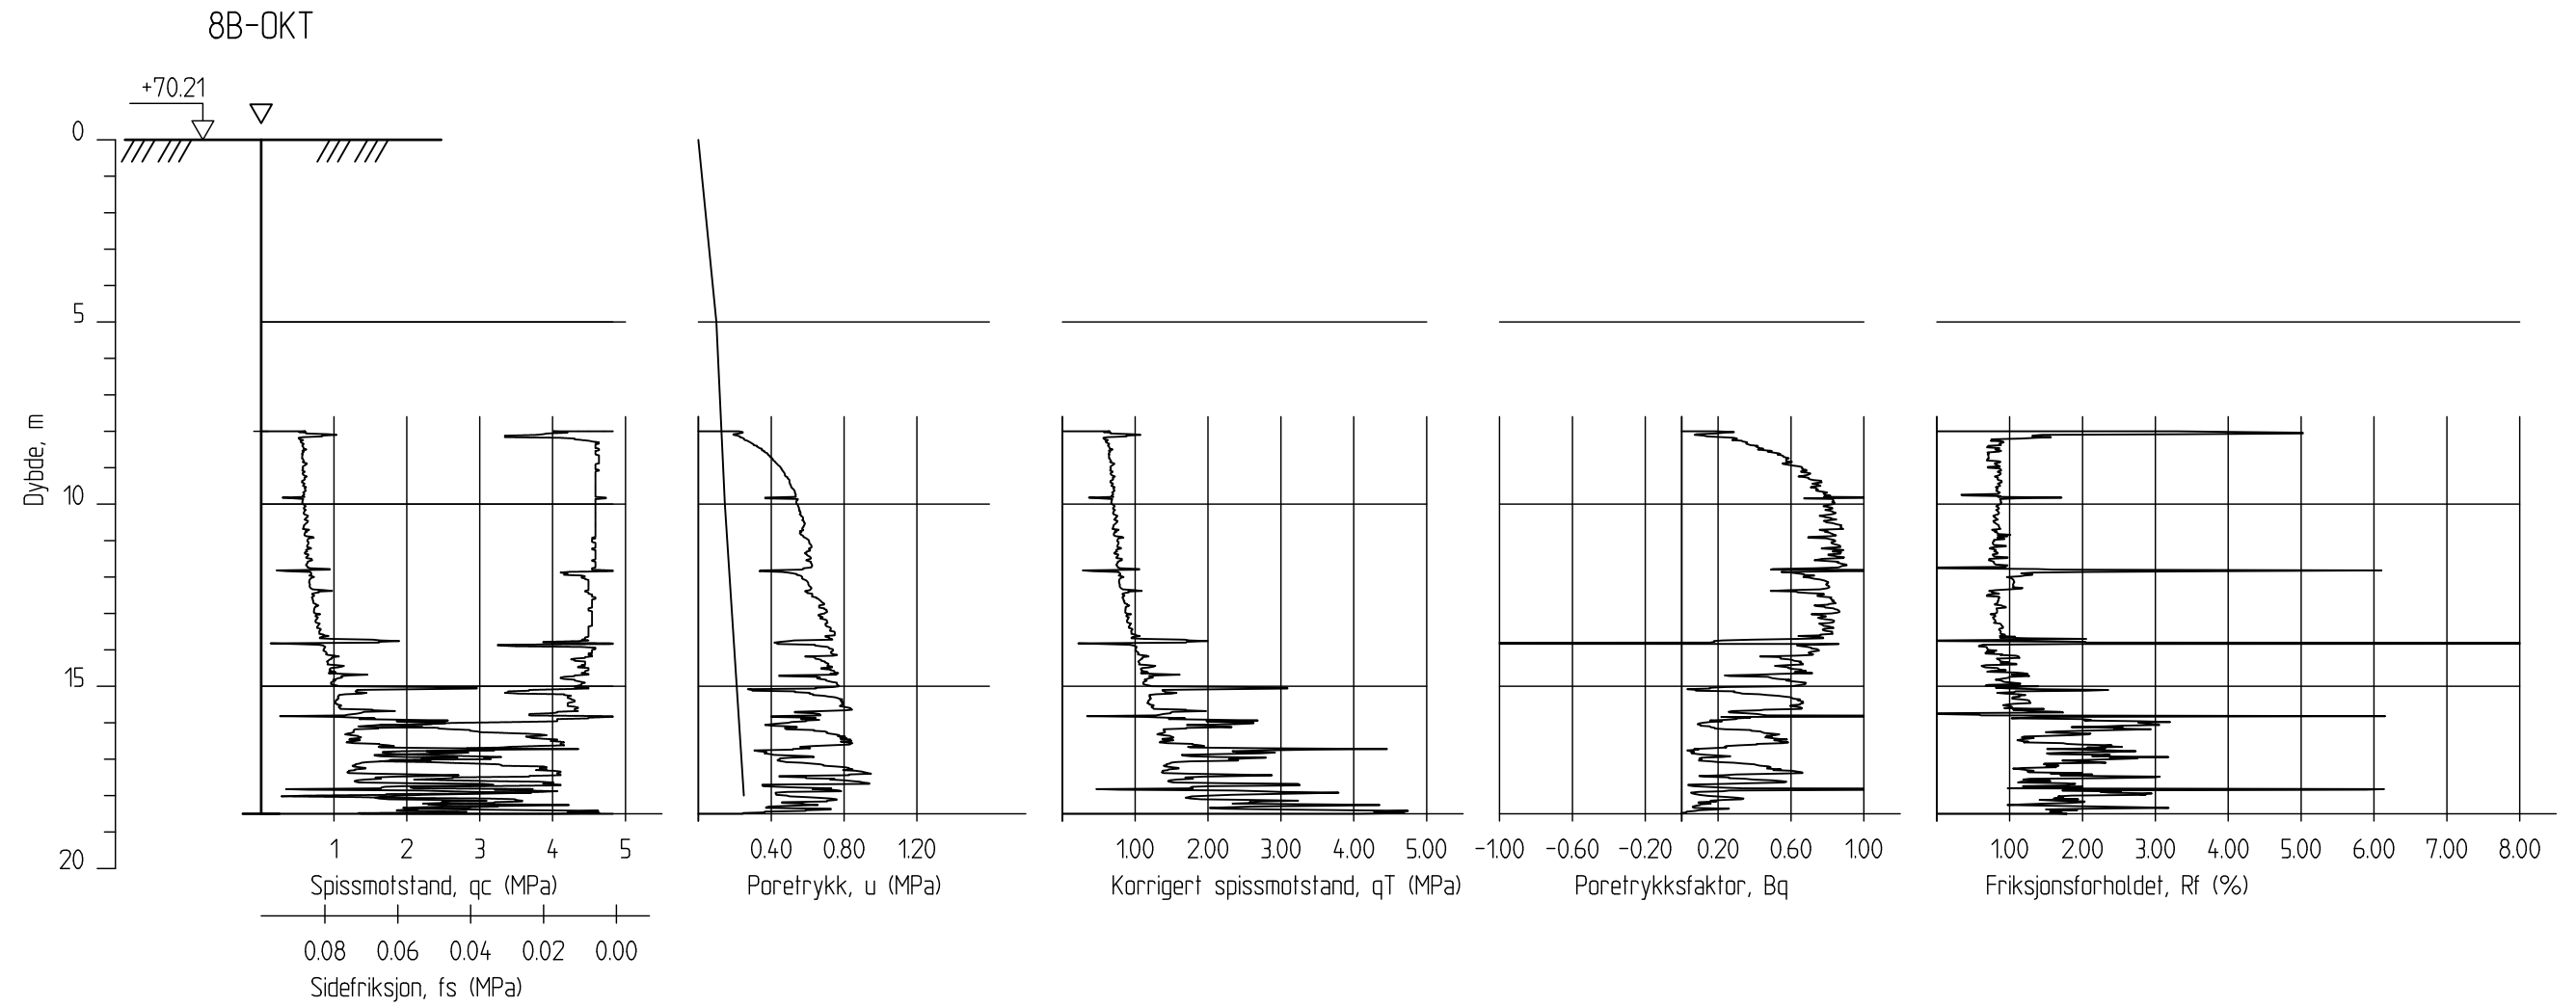 8B-OKT
+70.21
0
5
10
15
20
Dybde, m
1 2 3 4 5
Spissmotstand, qc (MPa)
0.08 0.06 0.04 0.02 0.00
Sidefriksjon, fs (MPa)
0.40 0.80 1.20
Poretrykk, u (MPa)
1.00 2.00 3.00 4.00 5.00
Korrigert spissmotstand, qT (MPa)
-1.00 -0.60 -0.20 0.20 0.60 1.00
Poretrykksfaktor, Bq
1.00 2.00 3.00 4.00 5.00 6.00 7.00 8.00
Friksjonsforholdet, Rf (%)